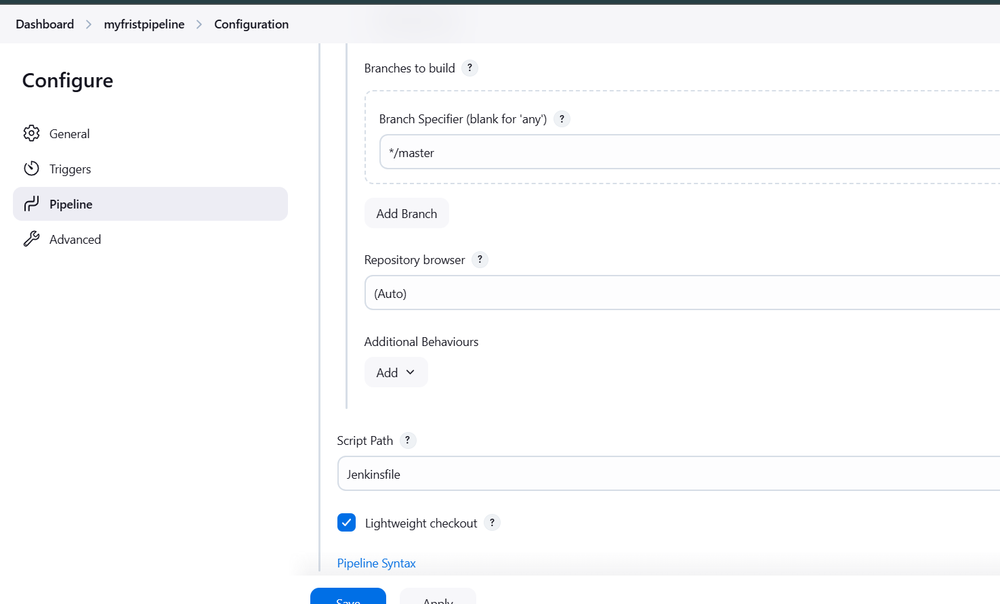 Dashboard > myfristpipeline > Configuration
Configure
General
Triggers
Pipeline
Advanced
Branches to build ?
Branch Specifier (blank for 'any') ?
*/master
Add Branch
Repository browser ?
(Auto)
Additional Behaviours
Add
Script Path ?
Jenkinsfile
Lightweight checkout ?
Pipeline Syntax
Save
Apply